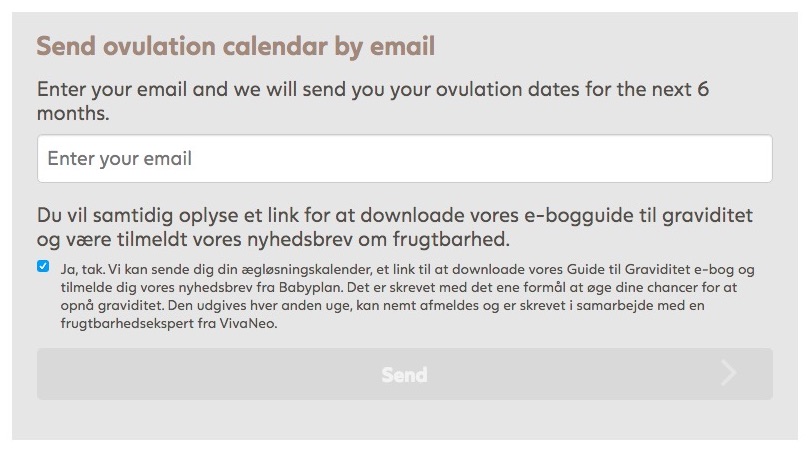 Send ovulation calendar by email
Enter your email and we will send you your ovulation dates for the next 6
months.
Enter your email
Du vil samtidig oplyse et link for at downloade vores e-bogguide til graviditet
og være tilmeldt vores nyhedsbrev om frugtbarhed.
Ja, tak. Vi kan sende dig din ægløsningskalender, et link til at downloade vores Guide til Graviditet e-bog og
tilmelde dig vores nyhedsbrev fra Babyplan. Det er skrevet med det ene formål at øge dine chancer for at
opnå graviditet. Den udgives hver anden uge, kan nemt afmeldes og er skrevet i samarbejde med en
frugtbarhedsekspert fra VivaNeo.
Send